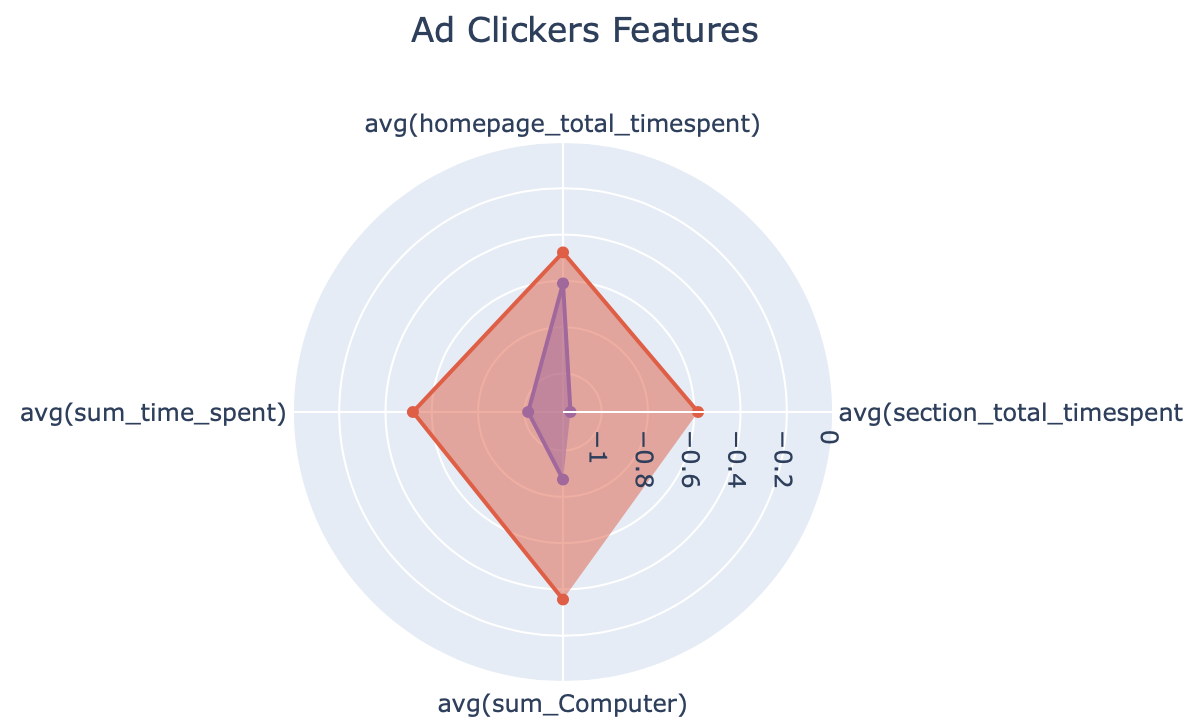 Ad Clickers Features
avg(homepage_total_timespent)
avg(sum_time_spent)
avg(section_total_timespent
−1
−0.8
−0.6
−0.4
−0.2
0
avg(sum_Computer)